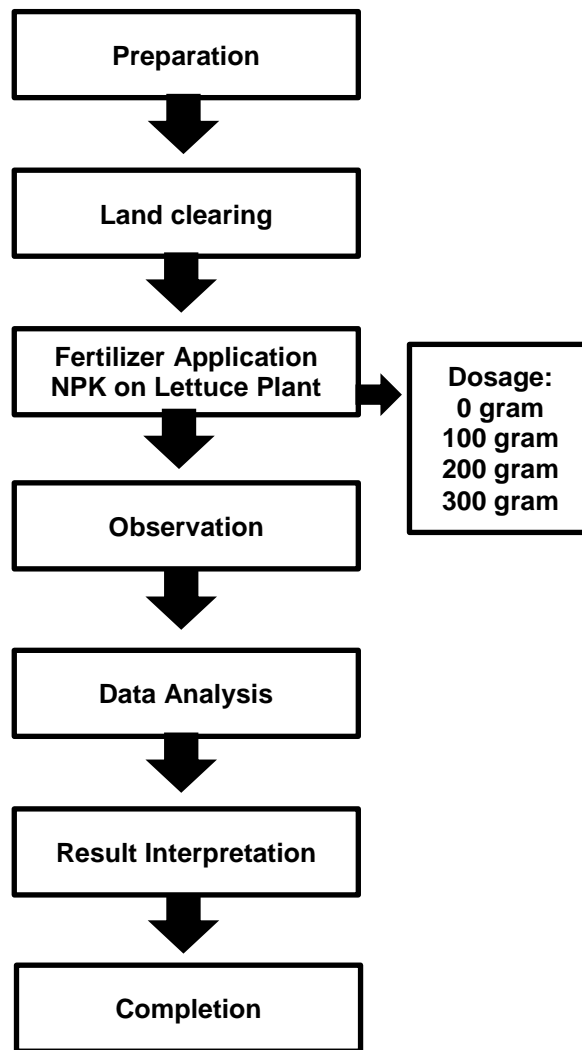 Preparation
Land clearing
Fertilizer Application
NPK on Lettuce Plant
Dosage:
0 gram
100 gram
200 gram
300 gram
Observation
Data Analysis
Result Interpretation
Completion